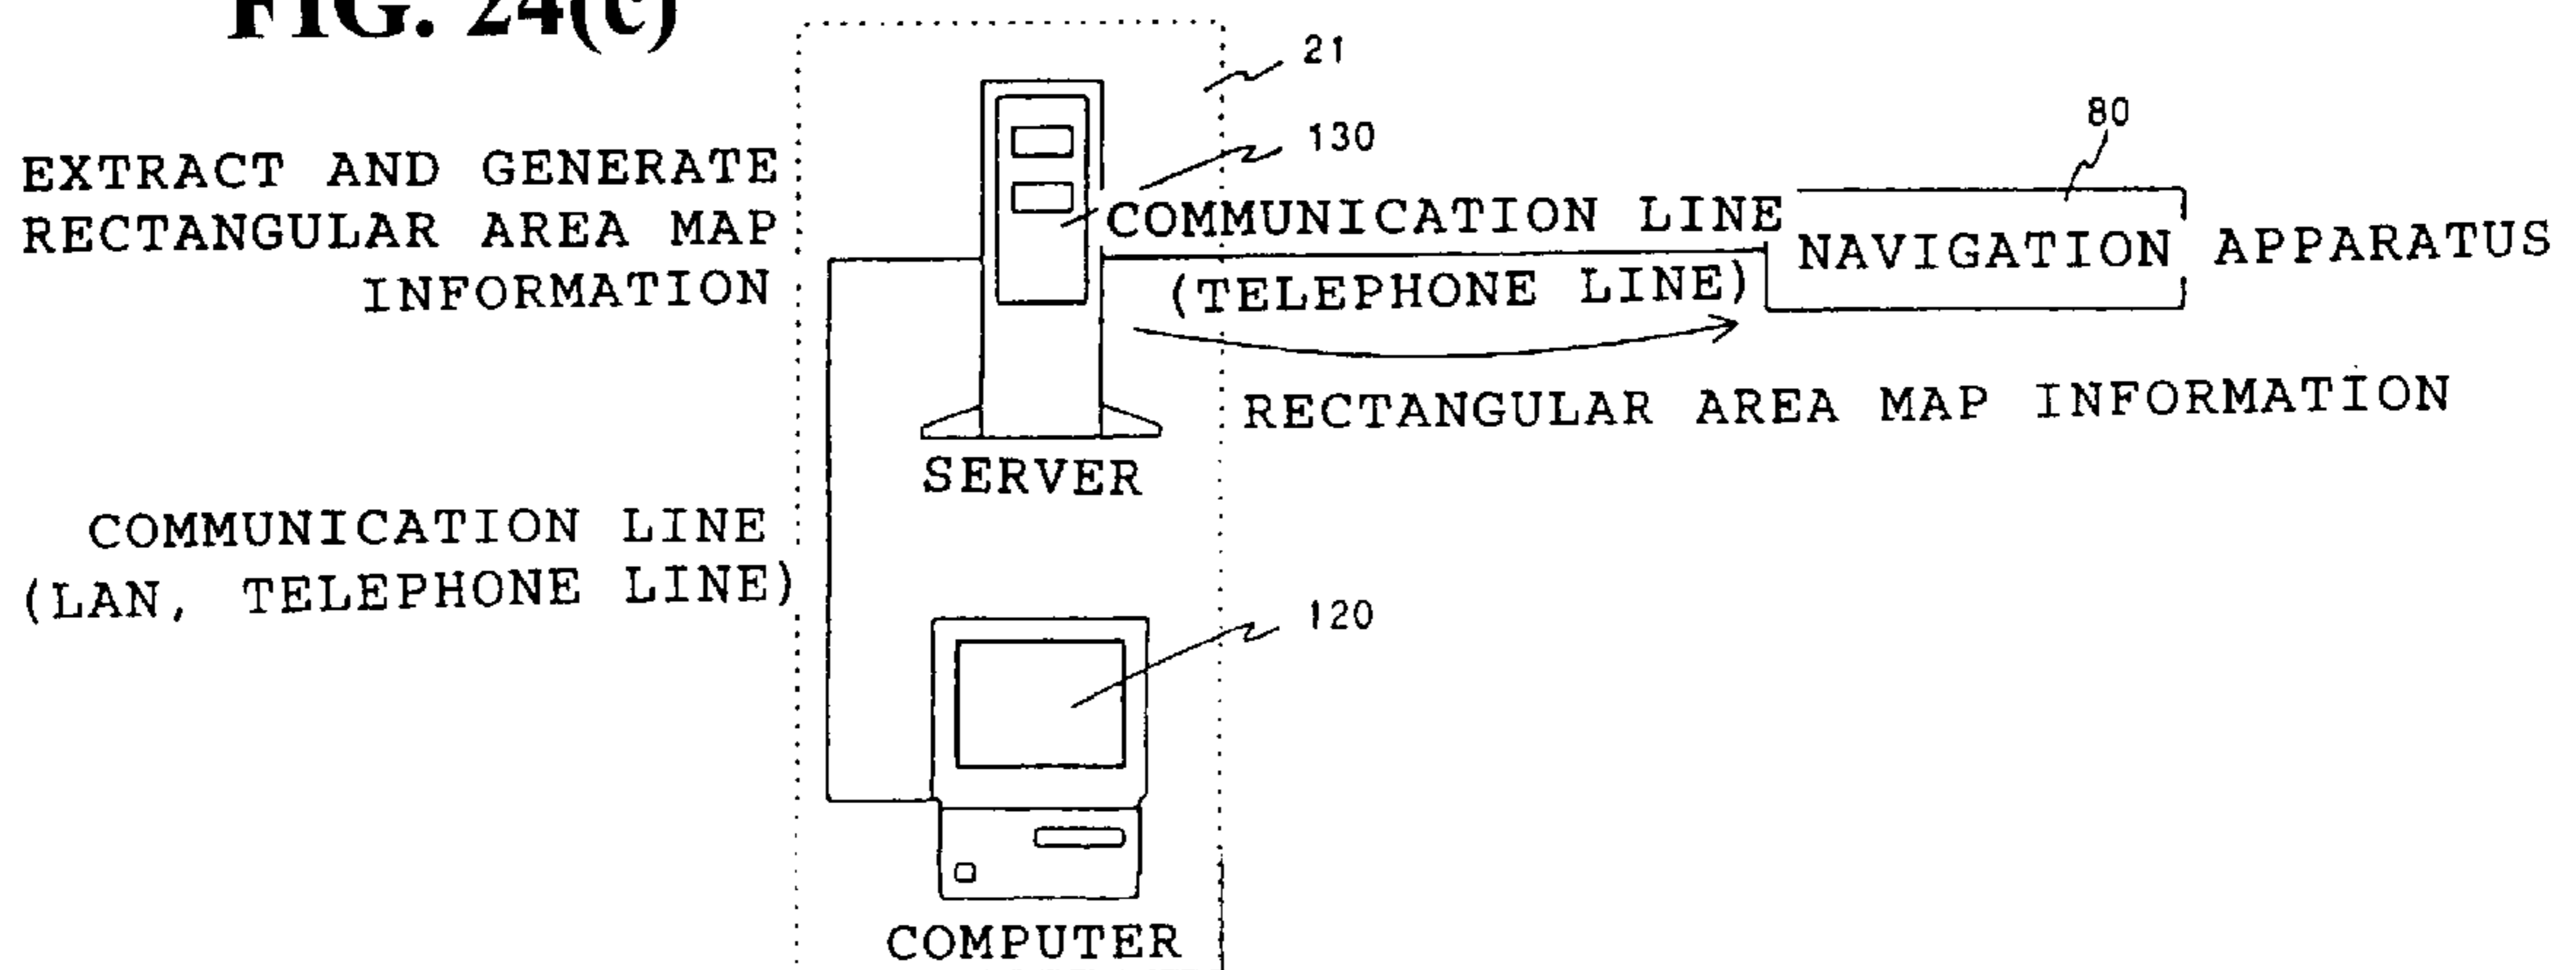 FIG. 24(c)
21
130
80
EXTRACT AND GENERATE
RECTANGULAR AREA MAP
INFORMATION
COMMUNICATION LINE
(TELEPHONE LINE)
NAVIGATION APPARATUS
RECTANGULAR AREA MAP INFORMATION
SERVER
COMMUNICATION LINE
(LAN, TELEPHONE LINE)
120
COMPUTER